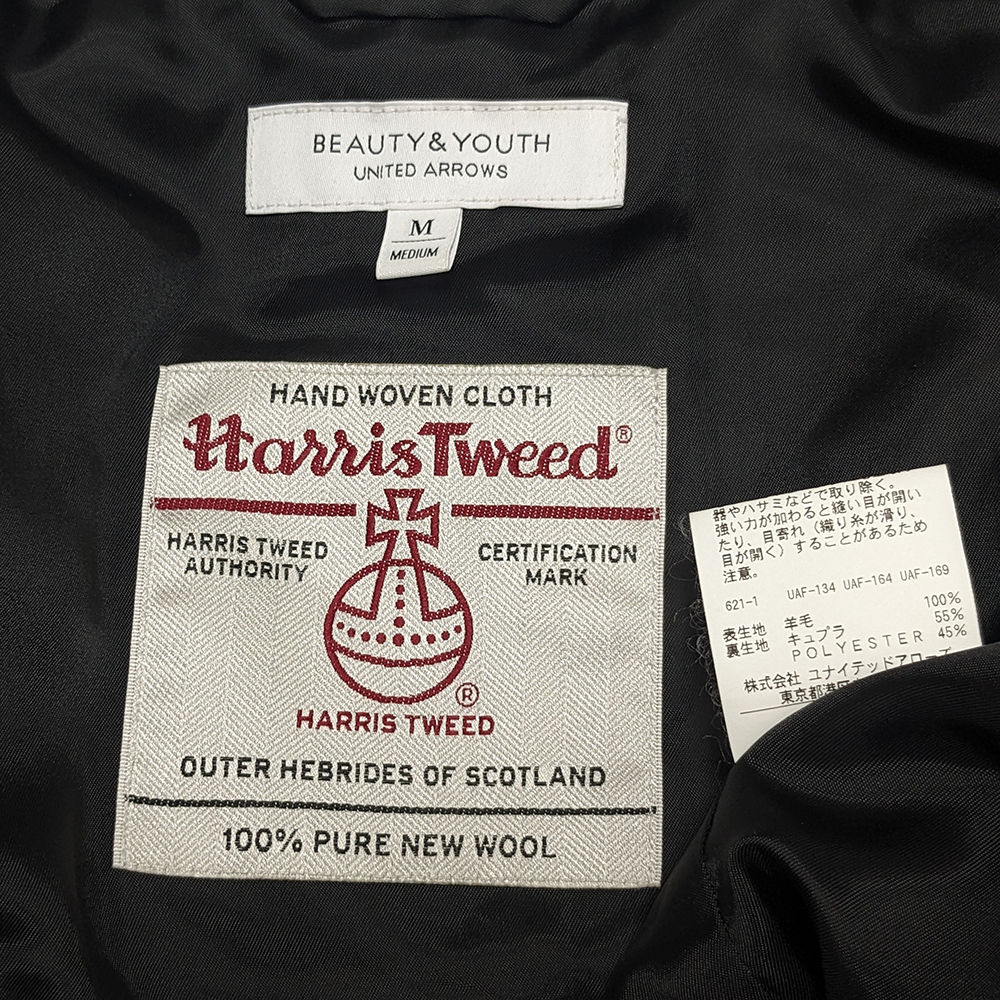 BEAUTY&YOUTH
UNITED ARROWS
M
MEDIUM
HAND WOVEN CLOTH
Harris Tweed®
HARRIS TWEED
AUTHORITY
CERTIFICATION
MARK
®
HARRIS TWEED
OUTER HEBRIDES OF SCOTLAND
100% PURE NEW WOOL
器やハサミなどで取り除く。
強い力が加わると縫い目が開い
たり、目寄れ（織り糸が滑り、
目が開く）することがあるため
注意。
621-1 UAF-134 UAF-164 UAF-169
表生地 羊毛 100%
裏生地 キュプラ 55%
POLYESTER 45%
株式会社 ユナイテッドアローズ
東京都港区